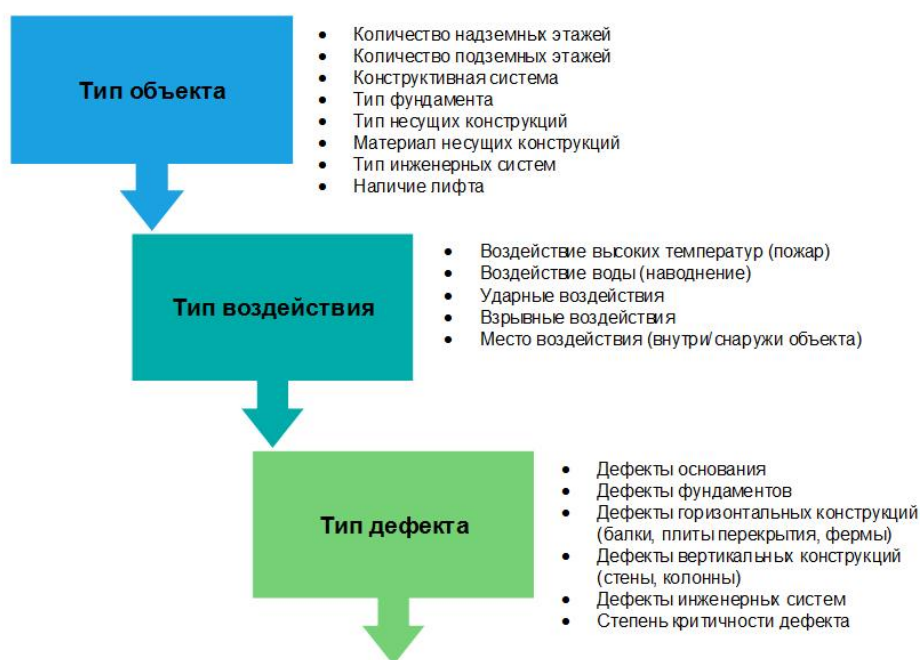 Тип объекта
• Количество надземных этажей
• Количество подземных этажей
• Конструктивная система
• Тип фундамента
• Тип несущих конструкций
• Материал несущих конструкций
• Тип инженерных систем
• Наличие лифта
Тип воздействия
• Воздействие высоких температур (пожар)
• Воздействие воды (наводнение)
• Ударные воздействия
• Взрывные воздействия
• Место воздействия (внутри/снаружи объекта)
Тип дефекта
• Дефекты основания
• Дефекты фундаментов
• Дефекты горизонтальных конструкций
(балки, плиты перекрытия, фермы)
• Дефекты вертикальных конструкций
(стены, колонны)
• Дефекты инженерных систем
• Степень критичности дефекта